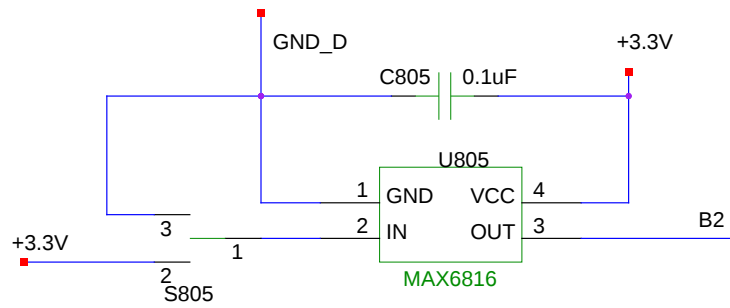 GND_D
+3.3V
C805 0.1uF
U805
1 GND VCC 4
2 IN OUT 3
B2
3
+3.3V
1
2
S805
MAX6816